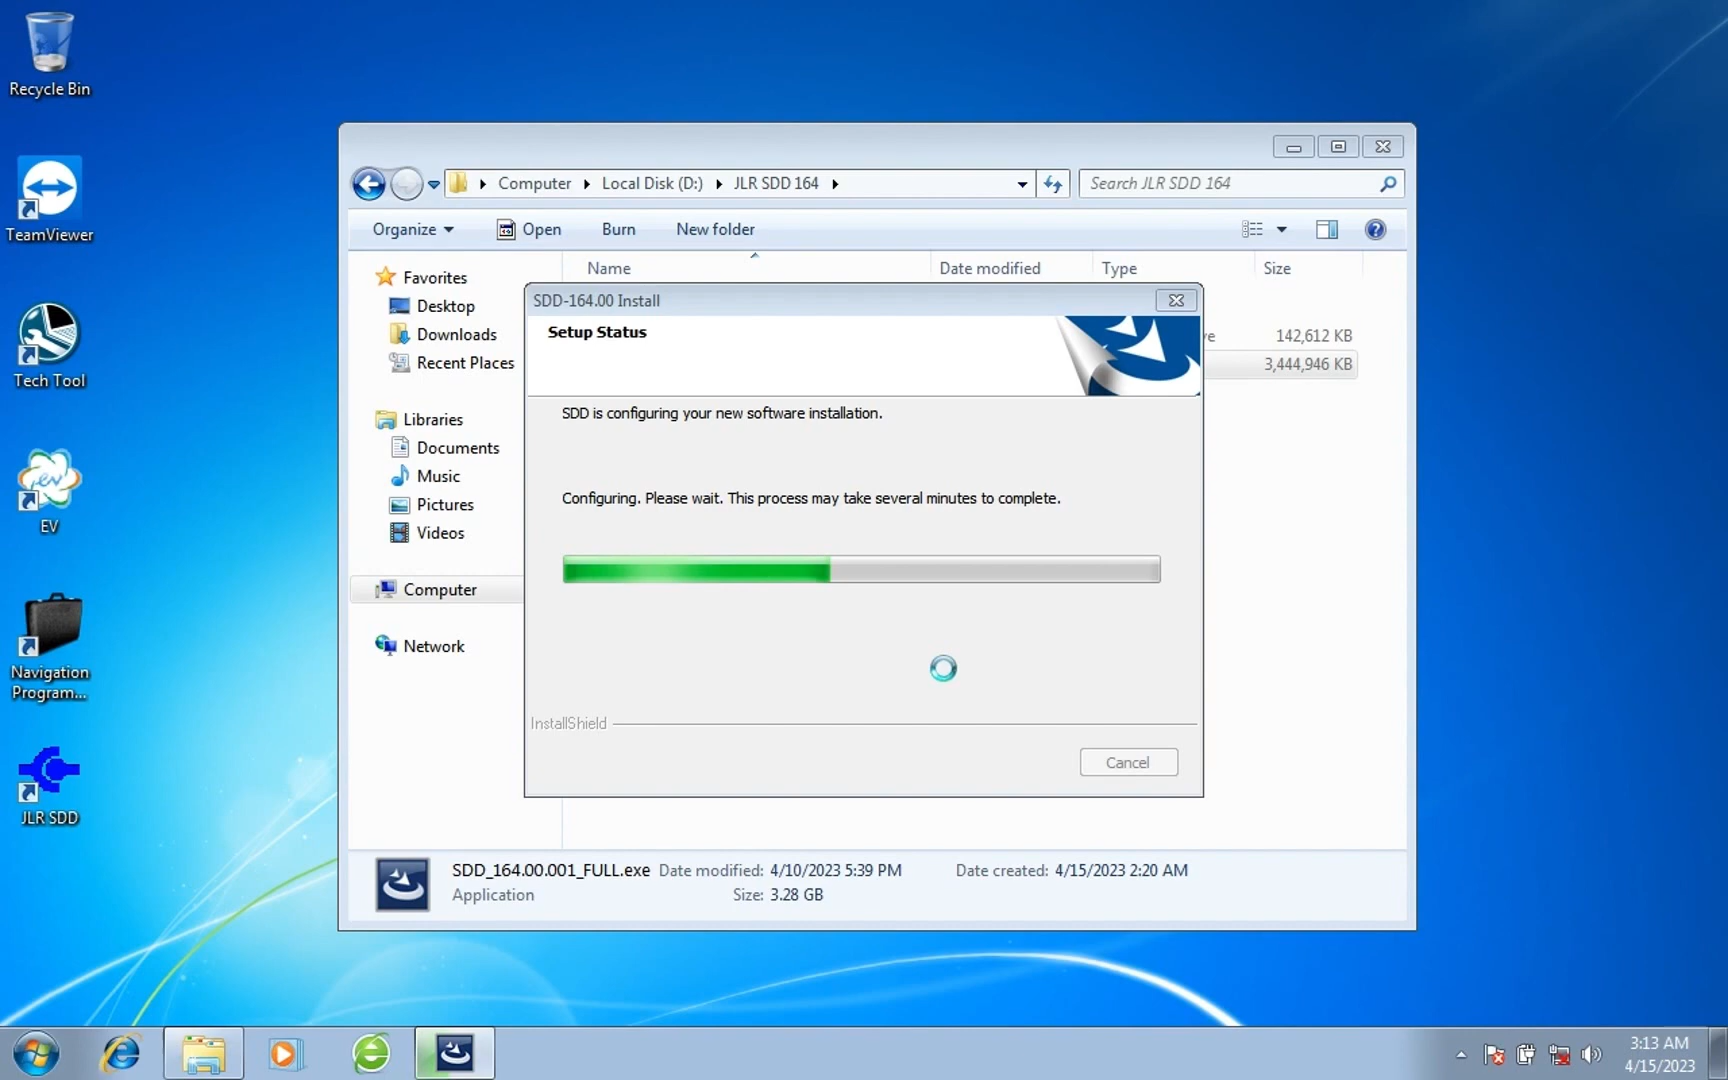 Recycle Bin
TeamViewer
Tech Tool
EV
Navigation
Program...
JLR SDD
Computer
Local Disk (D:)
JLR SDD 164
Search JLR SDD 164
Organize
Open
Burn
New folder
Name
Date modified
Type
Size
Favorites
Desktop
Downloads
Recent Places
Libraries
Documents
Music
Pictures
Videos
Computer
Network
ve
142,612 KB
3,444,946 KB
SDD-164.00 Install
Setup Status
SDD is configuring your new software installation.
Configuring. Please wait. This process may take several minutes to complete.
InstallShield
Cancel
SDD_164.00.001_FULL.exe Date modified: 4/10/2023 5:39 PM Date created: 4/15/2023 2:20 AM
Application Size: 3.28 GB
3:13 AM
4/15/2023